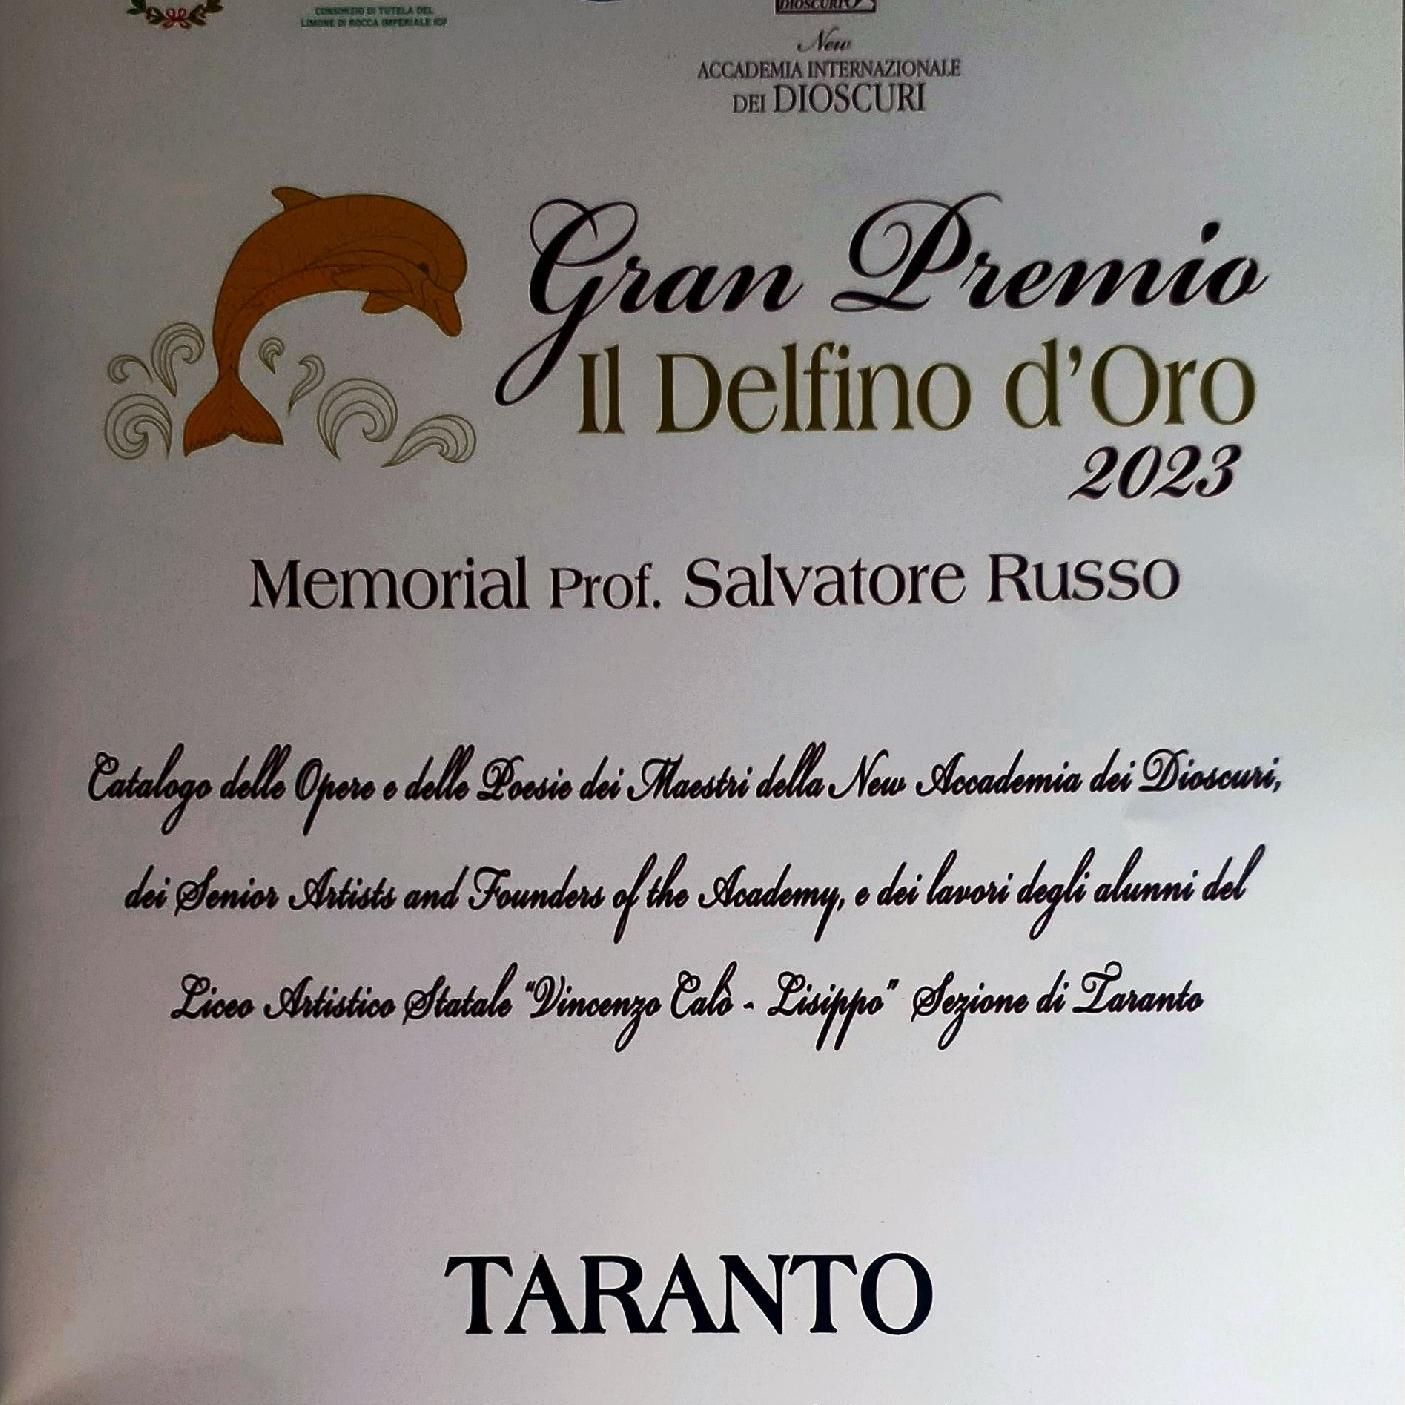 CONSORZIO DI TUTELA DEL
LIMONE DI ROCCA IMPERIALE IGP
DIOSCURI
New
ACCADEMIA INTERNAZIONALE
DEI DIOSCURI
Gran Premio
Il Delfino d'Oro
2023
Memorial Prof. Salvatore Russo
Catalogo delle Opere e delle Poesie dei Maestri della New Accademia dei Dioscuri,
dei Senior Artists and Founders of the Academy, e dei lavori degli alunni del
Liceo Artistico Statale "Vincenzo Calò - Lisippo" Sezione di Taranto
TARANTO